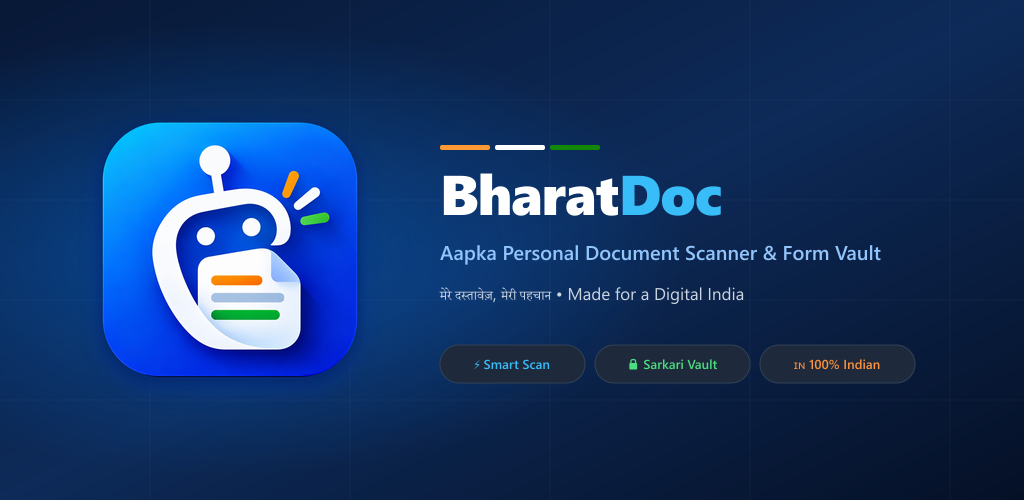 BharatDoc
Aapka Personal Document Scanner & Form Vault
मेरे दस्तावेज़, मेरी पहचान • Made for a Digital India
⚡ Smart Scan
🔒 Sarkari Vault
IN 100% Indian